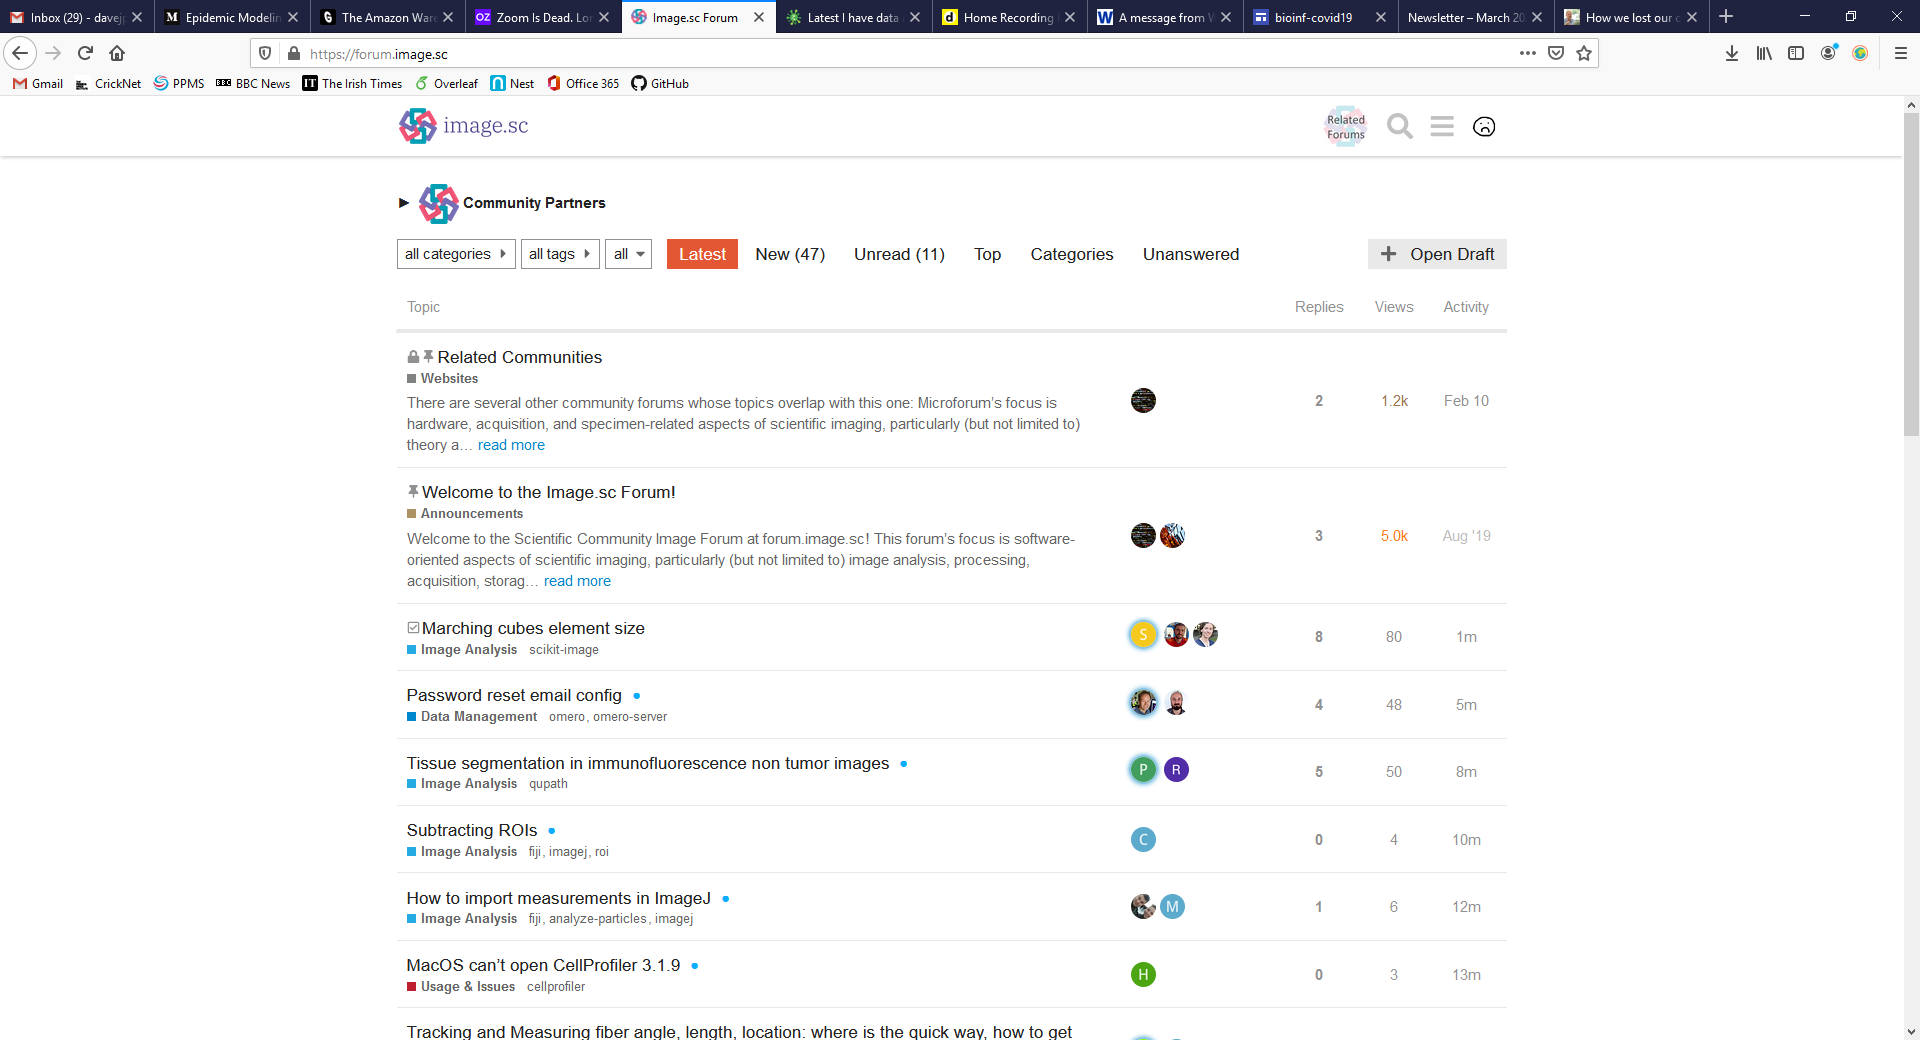 Inbox (29) - davej
Epidemic Modelin
The Amazon War
Zoom Is Dead. Lo
Image.sc Forum
Latest I have data
Home Recording
A message from
bioinf-covid19
Newsletter – March 20
How we lost our
https://forum.image.sc
Gmail
CrickNet
PPMS
BBC News
The Irish Times
Overleaf
Nest
Office 365
GitHub
image.sc
Related
Forums
Community Partners
all categories
all tags
all
Latest
New (47)
Unread (11)
Top
Categories
Unanswered
Open Draft
Topic
Replies
Views
Activity
Related Communities
Websites
There are several other community forums whose topics overlap with this one: Microforum’s focus is
hardware, acquisition, and specimen-related aspects of scientific imaging, particularly (but not limited to)
theory a… read more
2
1.2k
Feb 10
Welcome to the Image.sc Forum!
Announcements
Welcome to the Scientific Community Image Forum at forum.image.sc! This forum’s focus is software-
oriented aspects of scientific imaging, particularly (but not limited to) image analysis, processing,
acquisition, storag… read more
3
5.0k
Aug '19
Marching cubes element size
Image Analysis scikit-image
S
8
80
1m
Password reset email config
Data Management omero, omero-server
4
48
5m
Tissue segmentation in immunofluorescence non tumor images
Image Analysis qupath
P
R
5
50
8m
Subtracting ROIs
Image Analysis fiji, imagej, roi
C
0
4
10m
How to import measurements in ImageJ
Image Analysis fiji, analyze-particles, imagej
M
1
6
12m
MacOS can’t open CellProfiler 3.1.9
Usage & Issues cellprofiler
H
0
3
13m
Tracking and Measuring fiber angle, length, location: where is the quick way, how to get